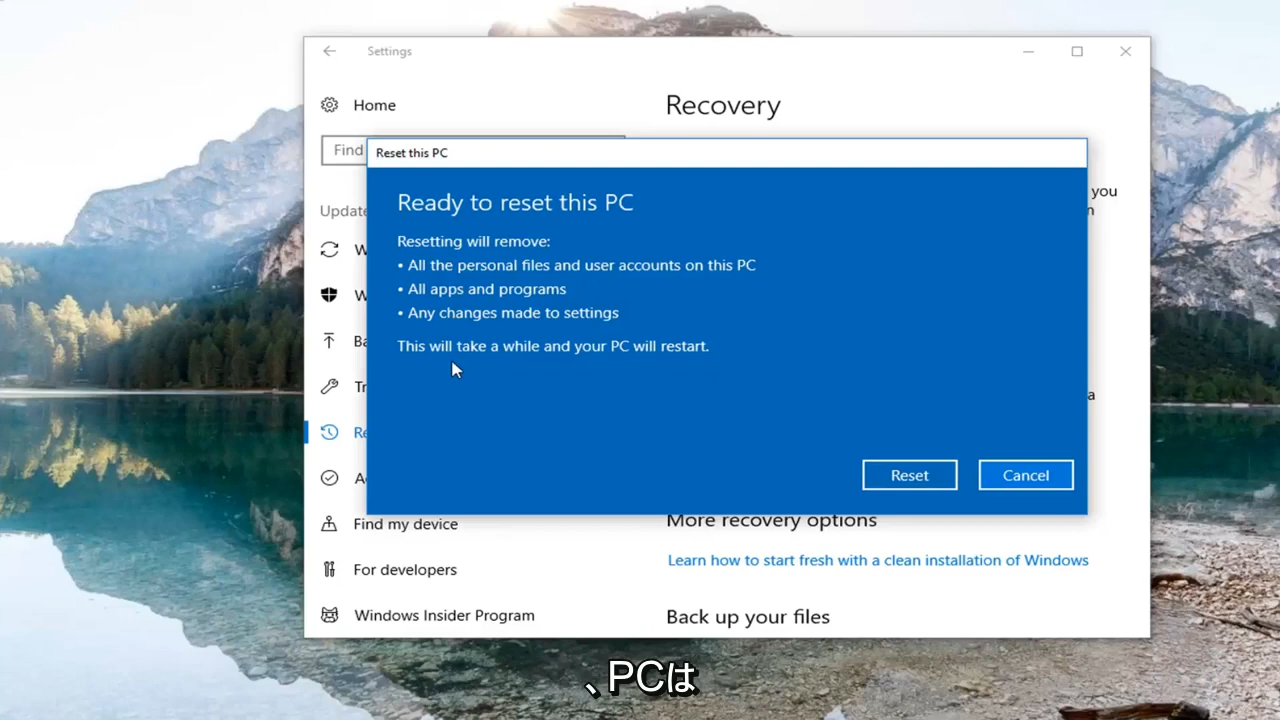 Settings
Home
Recovery
Find
Reset this PC
Ready to reset this PC
you
Update
Resetting will remove:
• All the personal files and user accounts on this PC
• All apps and programs
• Any changes made to settings
This will take a while and your PC will restart.
Reset
Cancel
More recovery options
Find my device
Learn how to start fresh with a clean installation of Windows
For developers
Windows Insider Program
Back up your files
、PCは